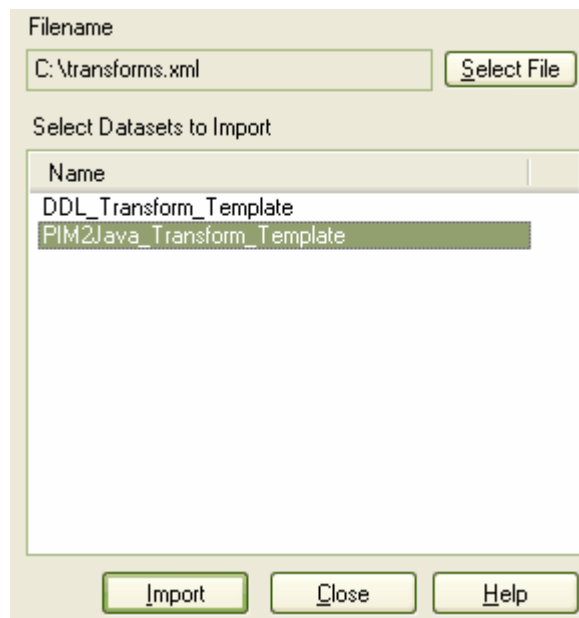 Filename
C:\transforms.xml
Select File
Select Datasets to Import
Name
DDL_Transform_Template
PIM2Java_Transform_Template
Import
Close
Help